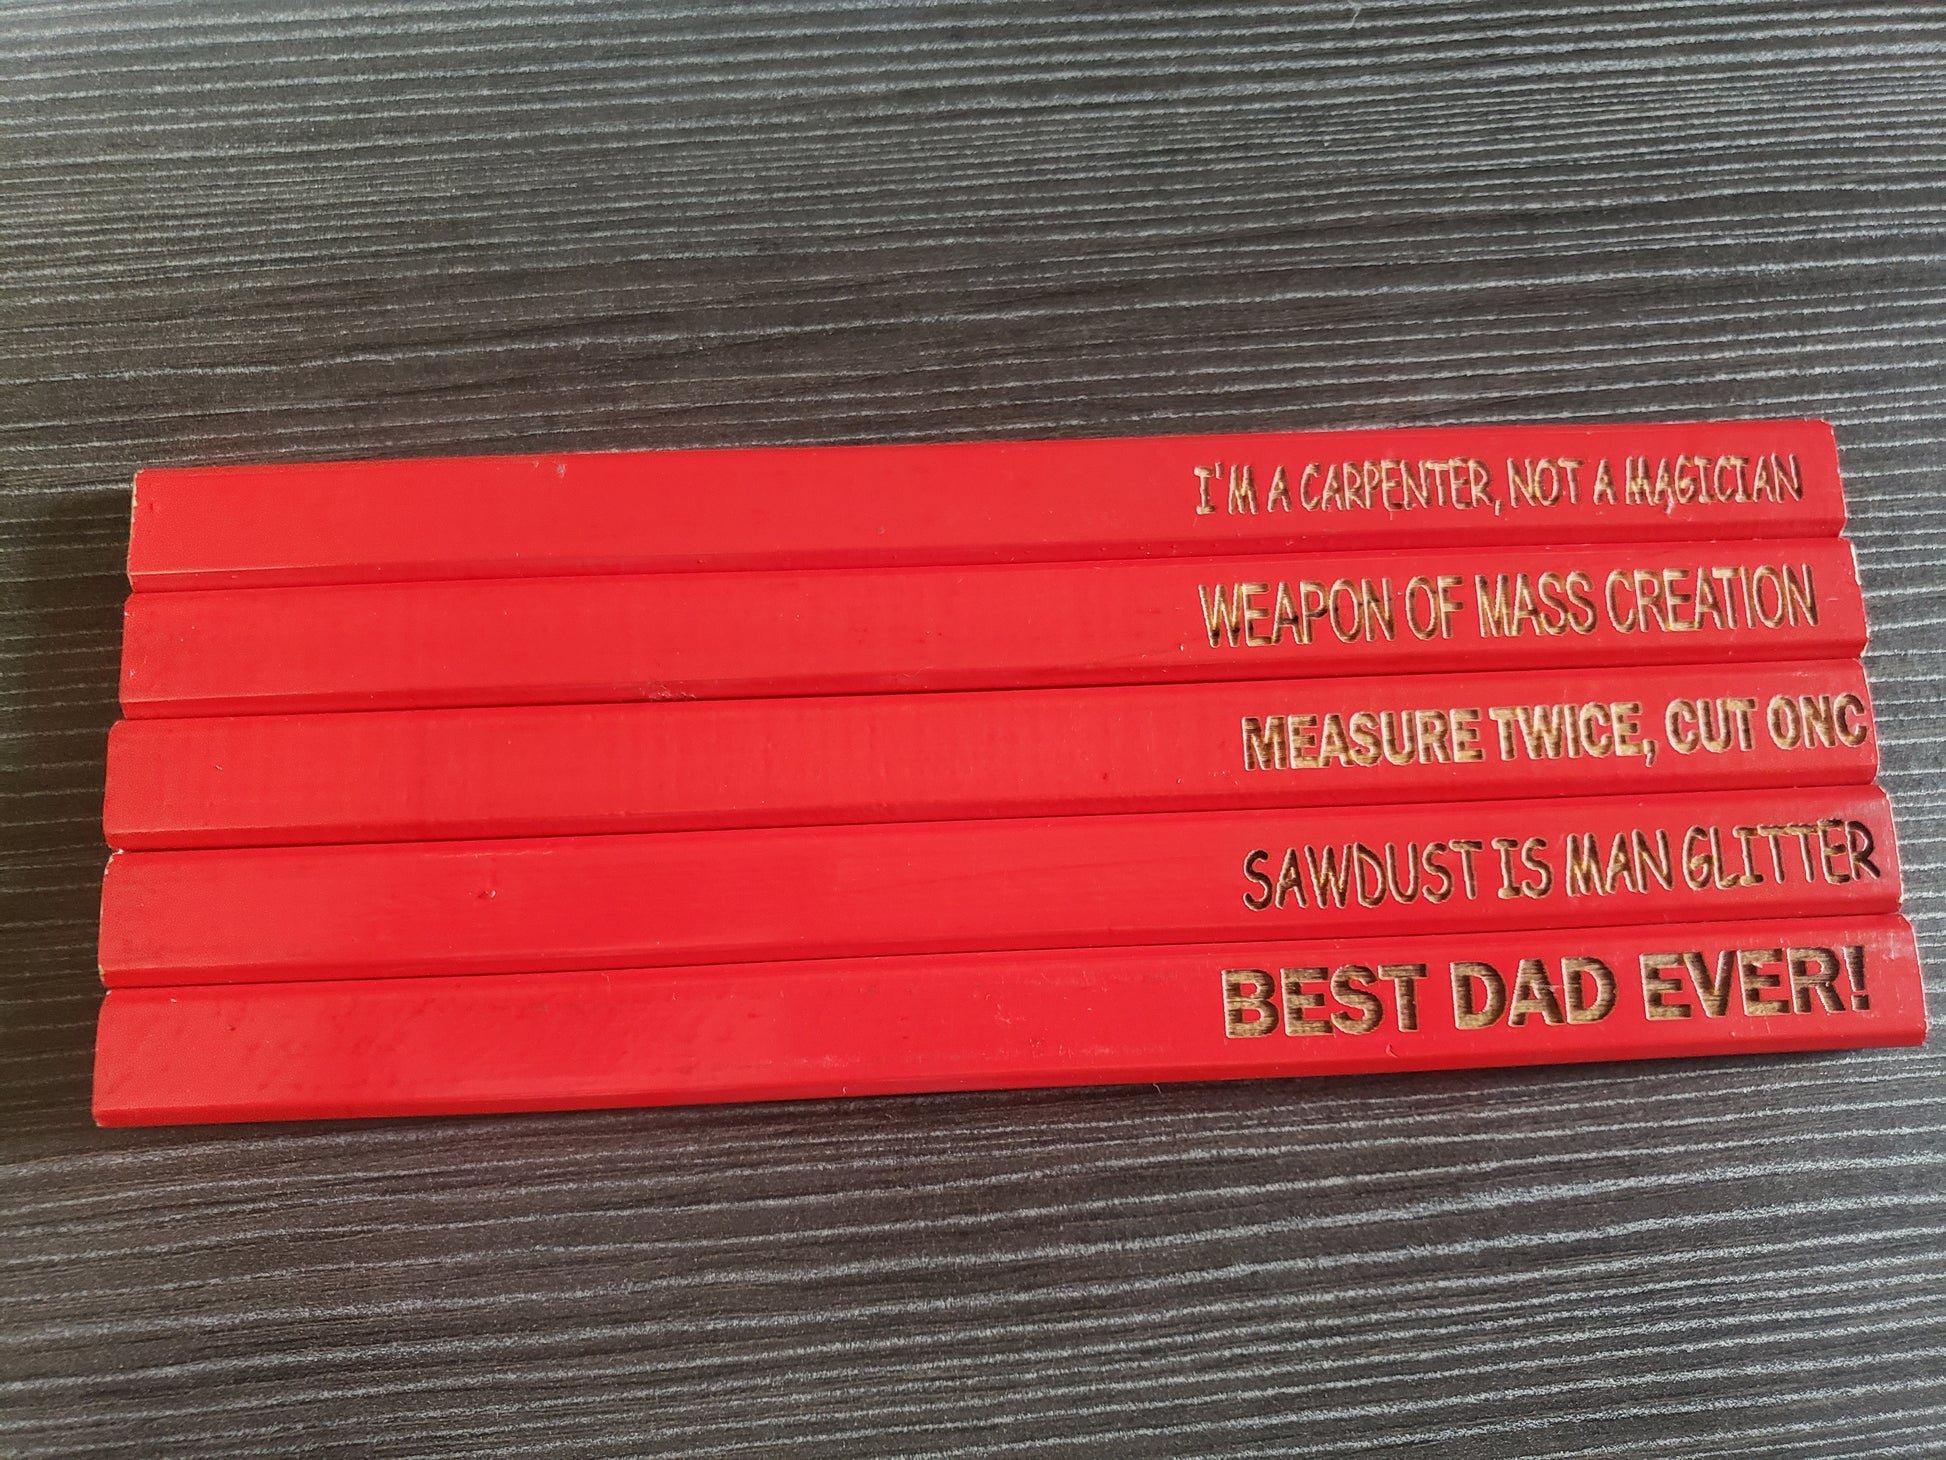 I'M A CARPENTER, NOT A MAGICIAN
WEAPON OF MASS CREATION
MEASURE TWICE, CUT ONC
SAWDUST IS MAN GLITTER
BEST DAD EVER!